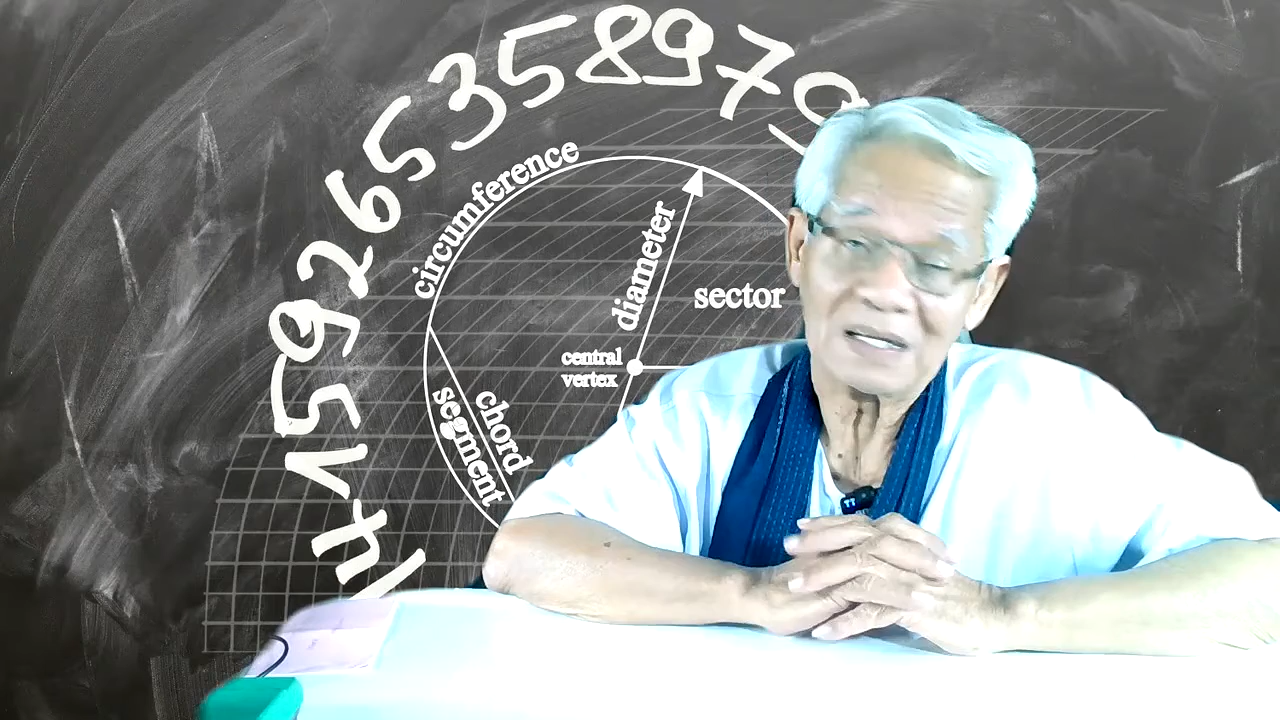 14159265358979
circumference
diameter
sector
central
vertex
chord
segment